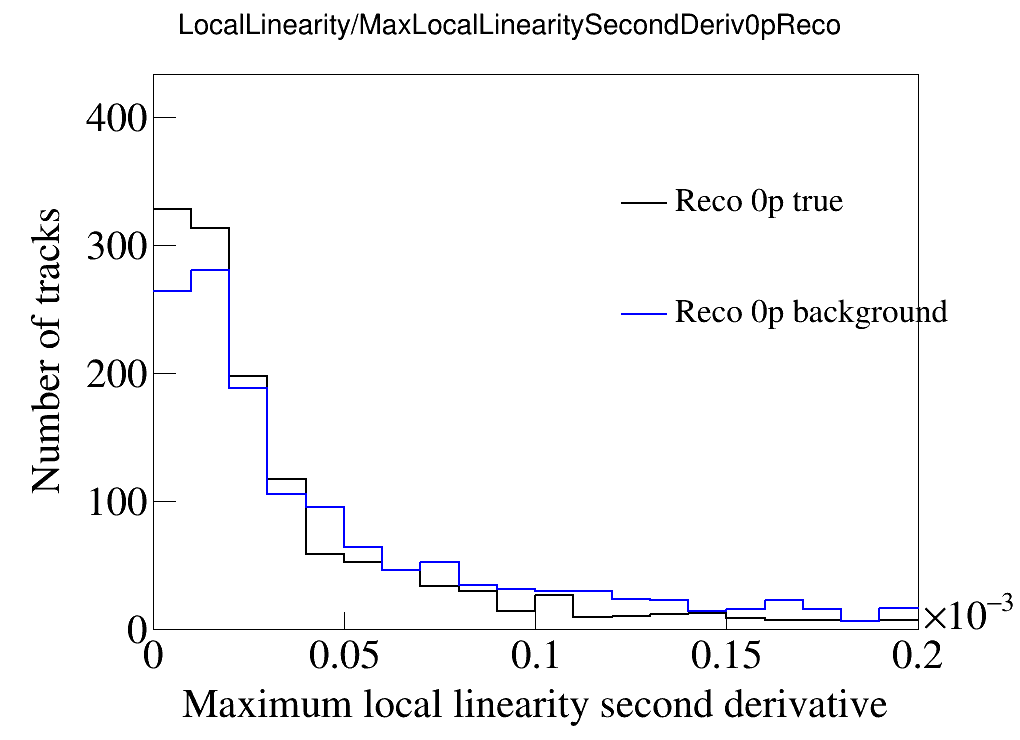 LocalLinearity/MaxLocalLinearitySecondDeriv0pReco
Number of tracks
400
300
200
100
0
Reco 0p true
Reco 0p background
0 0.05 0.1 0.15 0.2
×10⁻³
Maximum local linearity second derivative